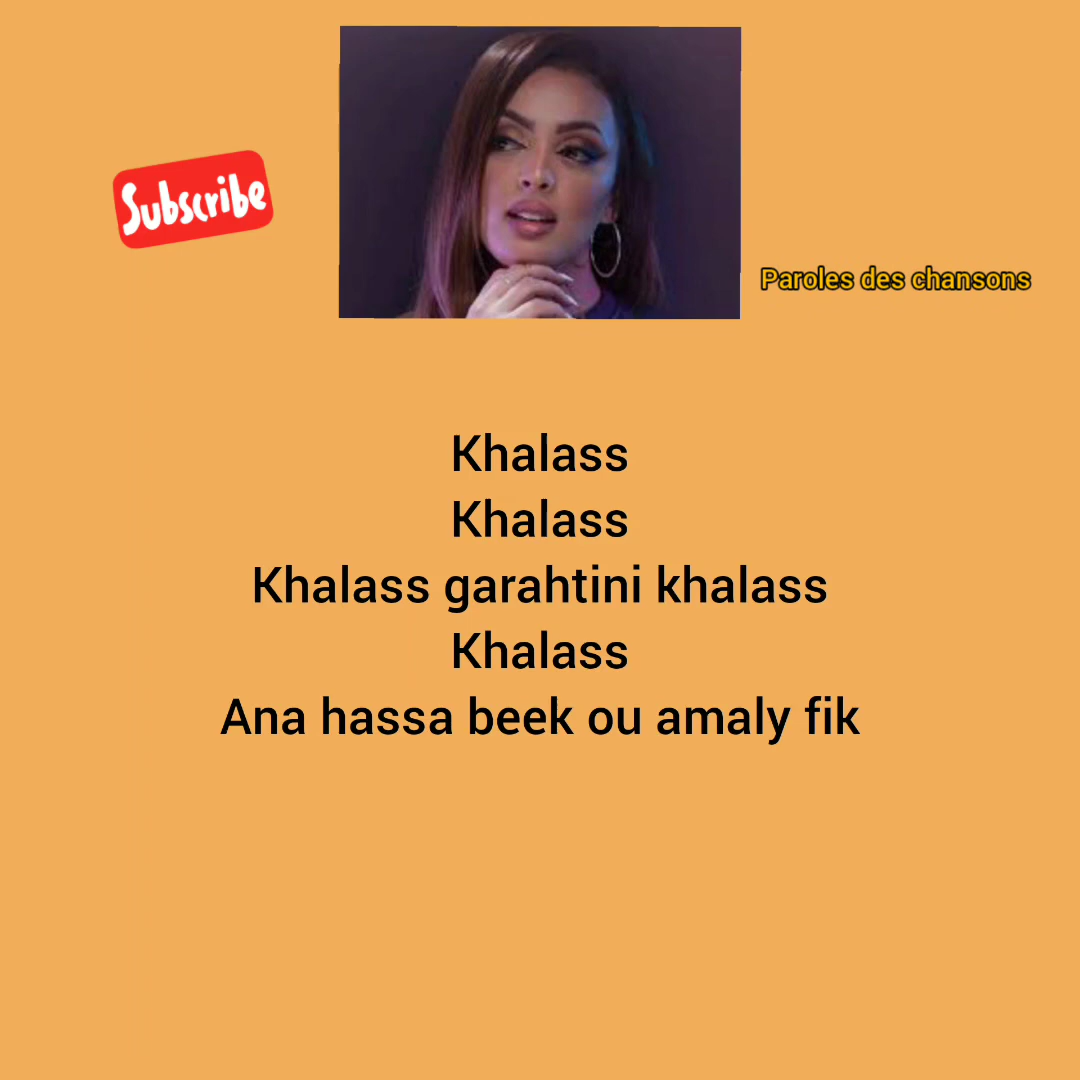 Subscribe
Paroles des chansons
Khalass
Khalass
Khalass garahtini khalass
Khalass
Ana hassa beek ou amaly fik